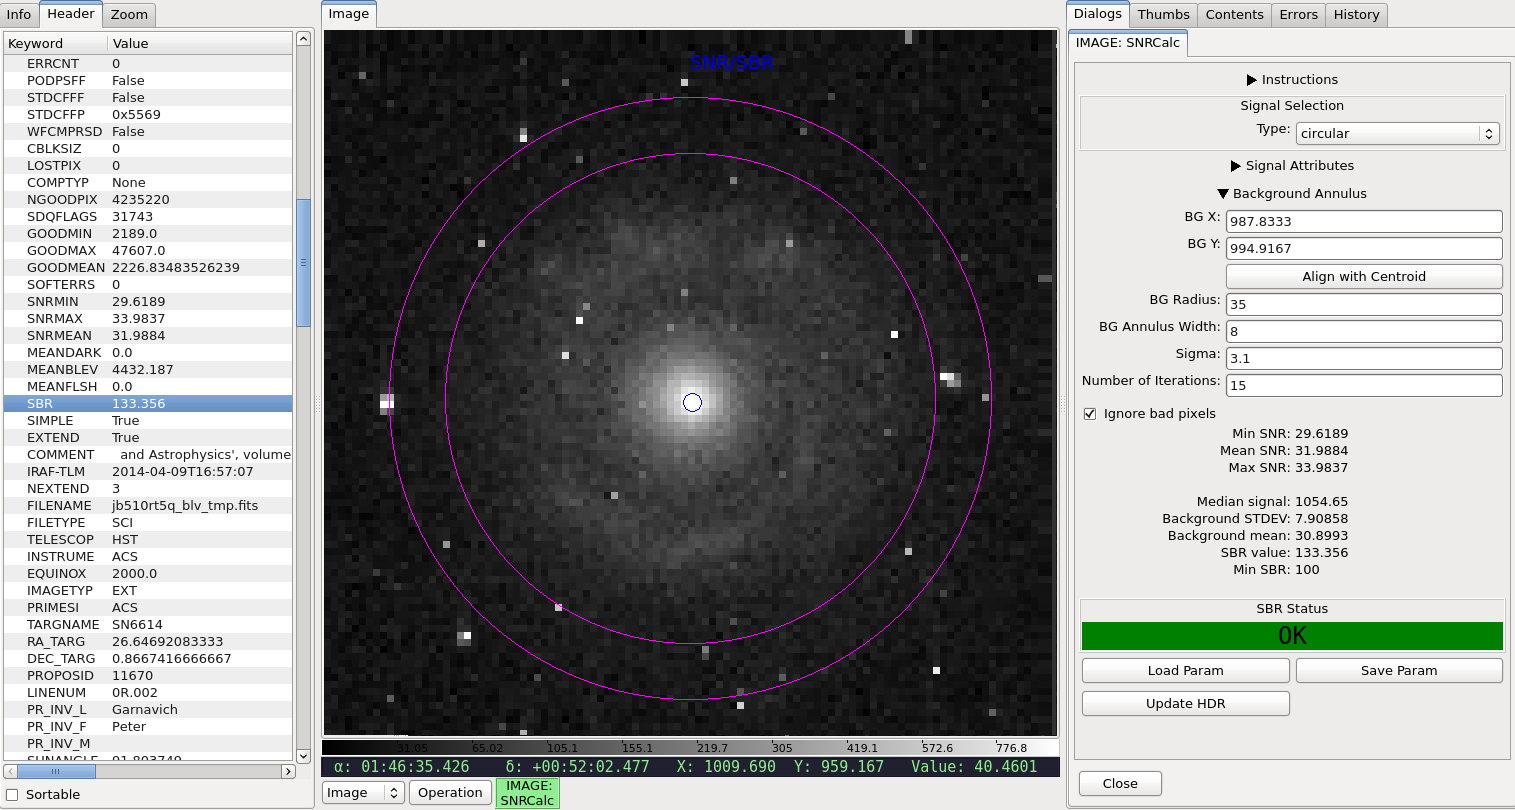 Info Header Zoom
Keyword Value
ERRCNT 0
PODPSFF False
STDCFFF False
STDCFFP 0x5569
WFCMPRSD False
CBLKSIZ 0
LOSTPIX 0
COMPTYP None
NGOODPIX 4235220
SDQFLAGS 31743
GOODMIN 2189.0
GOODMAX 47607.0
GOODMEAN 2226.83483526239
SOFTERRS 0
SNRMIN 29.6189
SNRMAX 33.9837
SNRMEAN 31.9884
MEANDARK 0.0
MEANBLEV 4432.187
MEANFLSH 0.0
SBR 133.356
SIMPLE True
EXTEND True
COMMENT and Astrophysics', volume
IRAF-TLM 2014-04-09T16:57:07
NEXTEND 3
FILENAME jb510rt5q_blv_tmp.fits
FILETYPE SCI
TELESCOP HST
INSTRUME ACS
EQUINOX 2000.0
IMAGETYP EXT
PRIMESI ACS
TARGNAME SN6614
RA_TARG 26.64692083333
DEC_TARG 0.8667416666667
PROPOSID 11670
LINENUM 0R.002
PR_INV_L Garnavich
PR_INV_F Peter
PR_INV_M
SUNANGLE 91.803749
Sortable
Image
SNR/SBR
31.05 65.02 105.1 155.1 219.7 305 419.1 572.6 776.8
α: 01:46:35.426 δ: +00:52:02.477 X: 1009.690 Y: 959.167 Value: 40.4601
Image Operation IMAGE:
SNRCalc
Dialogs Thumbs Contents Errors History
IMAGE: SNRCalc
Instructions
Signal Selection
Type: circular
Signal Attributes
Background Annulus
BG X: 987.8333
BG Y: 994.9167
Align with Centroid
BG Radius: 35
BG Annulus Width: 8
Sigma: 3.1
Number of Iterations: 15
Ignore bad pixels
Min SNR: 29.6189
Mean SNR: 31.9884
Max SNR: 33.9837
Median signal: 1054.65
Background STDEV: 7.90858
Background mean: 30.8993
SBR value: 133.356
Min SBR: 100
SBR Status
OK
Load Param Save Param
Update HDR
Close